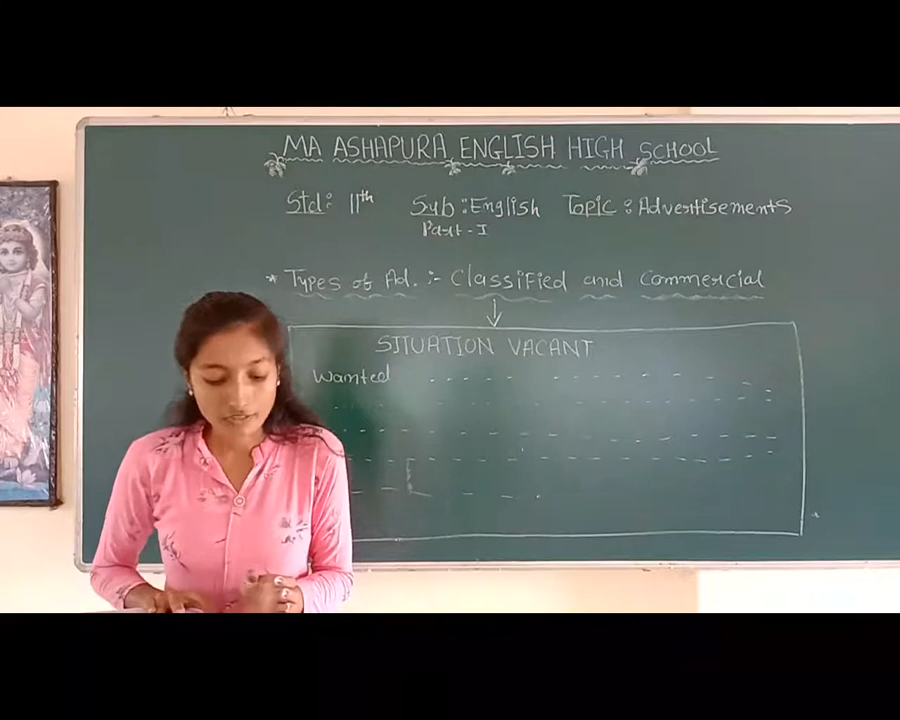 MA ASHAPURA ENGLISH HIGH SCHOOL
Std: 11th Sub: English Topic: Advertisements
Part-I
* Types of Ad. :- Classified and Commercial
SITUATION VACANT
Wanted